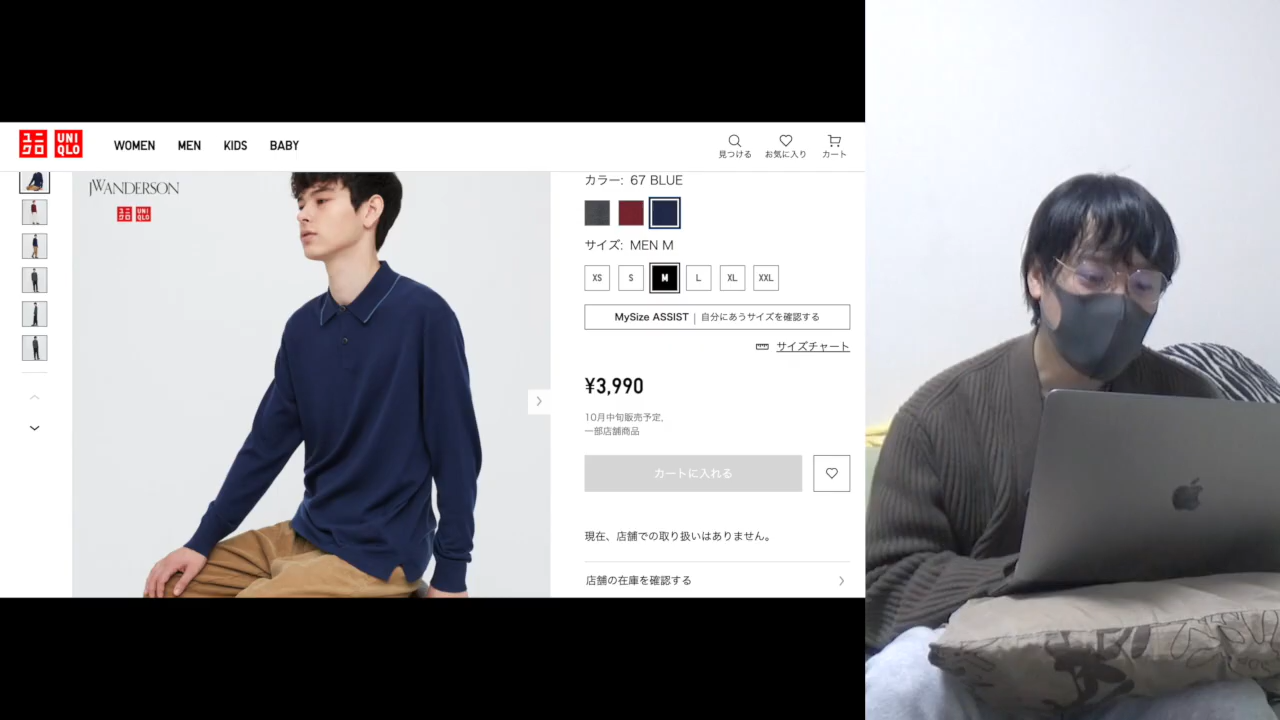 ユニ
クロ
UNI
QLO
WOMEN
MEN
KIDS
BABY
見つける
お気に入り
カート
JWANDERSON
ユニ
クロ
UNI
QLO
カラー: 67 BLUE
サイズ: MEN M
XS
S
M
L
XL
XXL
MySize ASSIST | 自分にあうサイズを確認する
サイズチャート
¥3,990
10月中旬販売予定,
一部店舗商品
カートに入れる
現在、店舗での取り扱いはありません。
店舗の在庫を確認する